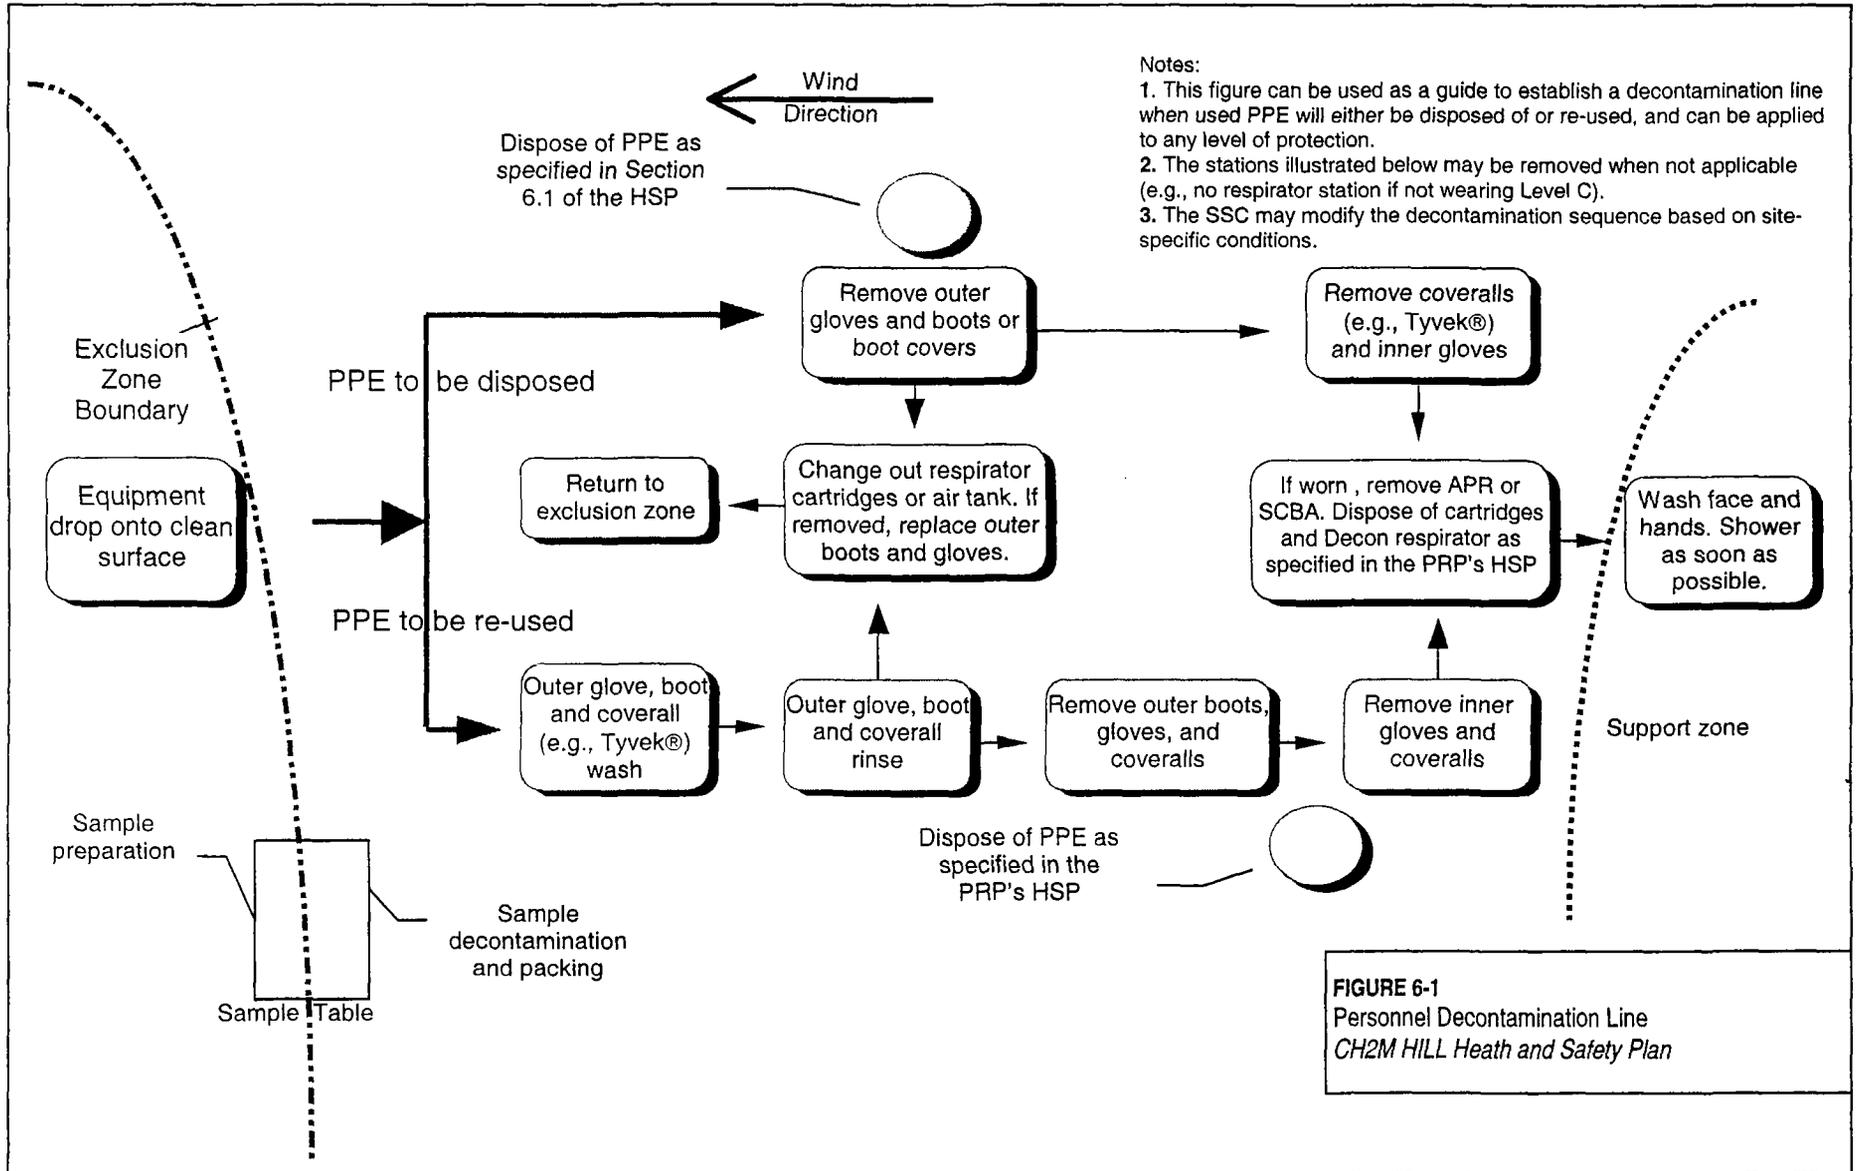 Wind
Direction
Notes:
1. This figure can be used as a guide to establish a decontamination line
when used PPE will either be disposed of or re-used, and can be applied
to any level of protection.
2. The stations illustrated below may be removed when not applicable
(e.g., no respirator station if not wearing Level C).
3. The SSC may modify the decontamination sequence based on site-
specific conditions.
Dispose of PPE as
specified in Section
6.1 of the HSP
Exclusion
Zone
Boundary
PPE to be disposed
Remove outer
gloves and boots or
boot covers
Remove coveralls
(e.g., Tyvek®)
and inner gloves
Equipment
drop onto clean
surface
Return to
exclusion zone
Change out respirator
cartridges or air tank. If
removed, replace outer
boots and gloves.
If worn , remove APR or
SCBA. Dispose of cartridges
and Decon respirator as
specified in the PRP's HSP
Wash face and
hands. Shower
as soon as
possible.
PPE to be re-used
Outer glove, boot
and coverall
(e.g., Tyvek®)
wash
Outer glove, boot
and coverall
rinse
Remove outer boots,
gloves, and
coveralls
Remove inner
gloves and
coveralls
Support zone
Sample
preparation
Sample
decontamination
and packing
Sample Table
Dispose of PPE as
specified in the
PRP's HSP
FIGURE 6-1
Personnel Decontamination Line
CH2M HILL Heath and Safety Plan